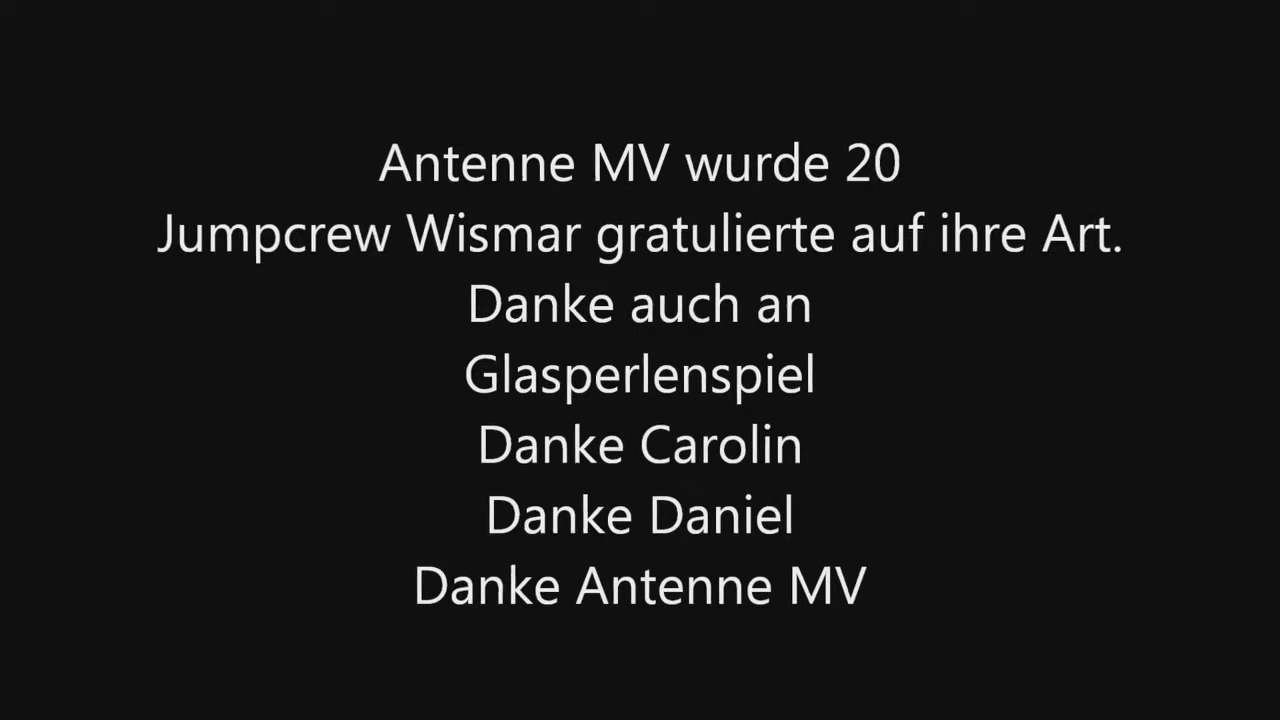 Antenne MV wurde 20
Jumpcrew Wismar gratulierte auf ihre Art.
Danke auch an
Glasperlenspiel
Danke Carolin
Danke Daniel
Danke Antenne MV